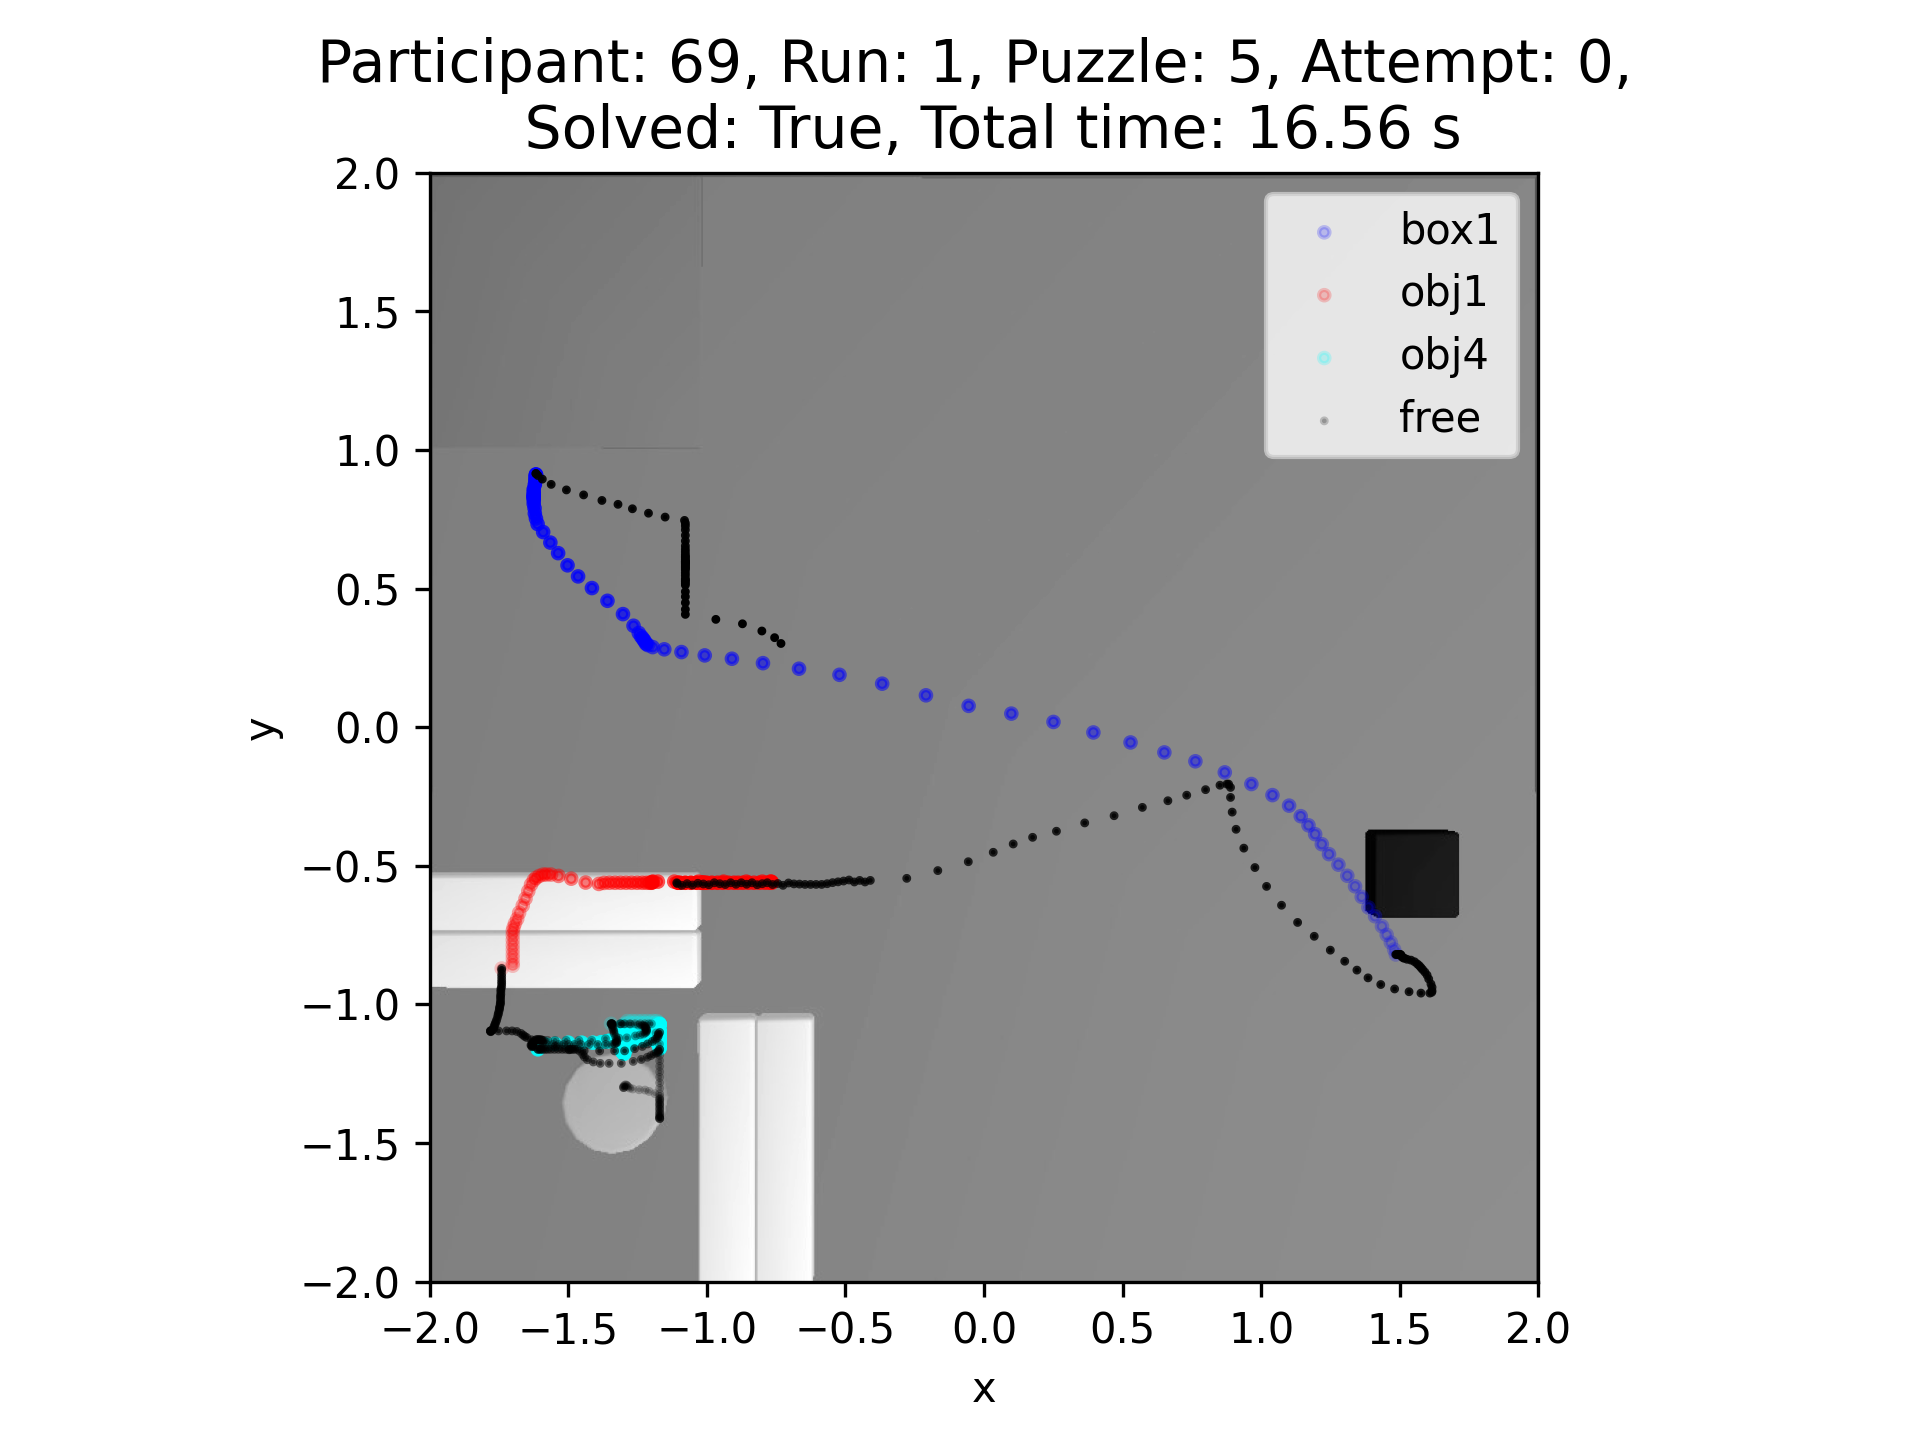 Participant: 69, Run: 1, Puzzle: 5, Attempt: 0,
Solved: True, Total time: 16.56 s
box1
obj1
obj4
free
2.0
1.5
1.0
0.5
0.0
−0.5
−1.0
−1.5
−2.0
y
−2.0 −1.5 −1.0 −0.5 0.0 0.5 1.0 1.5 2.0
x